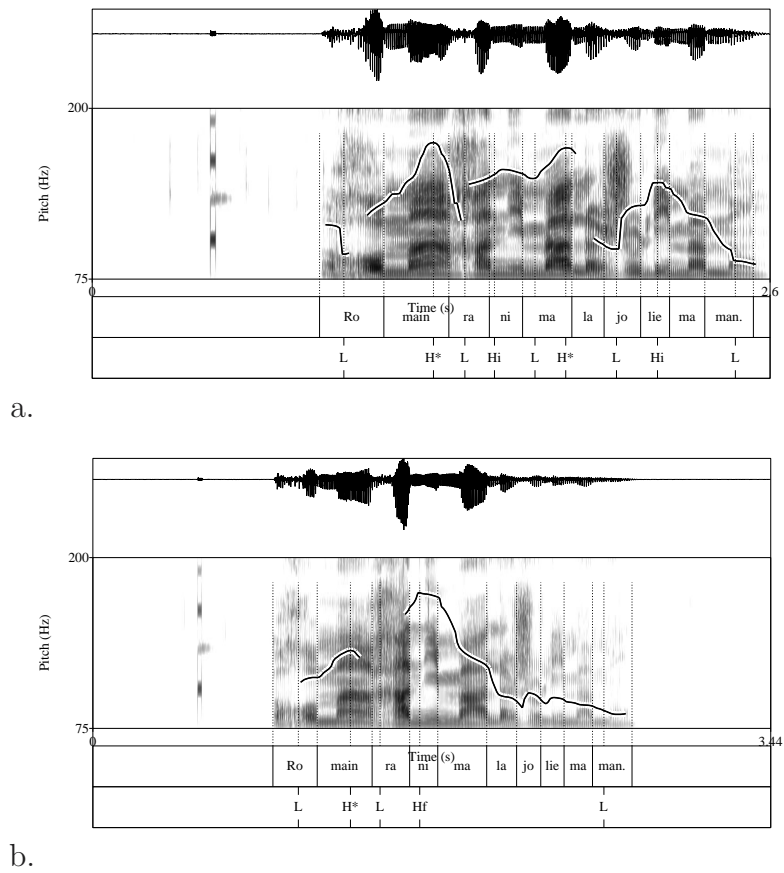 200
Pitch (Hz)
75
0
2.6
Time (s)
Ro main ra ni ma la jo lie ma man.
L H* L Hi L H* L Hi L
a.
200
Pitch (Hz)
75
0
3.44
Time (s)
Ro main ra ni ma la jo lie ma man.
L H* L Hf L
b.